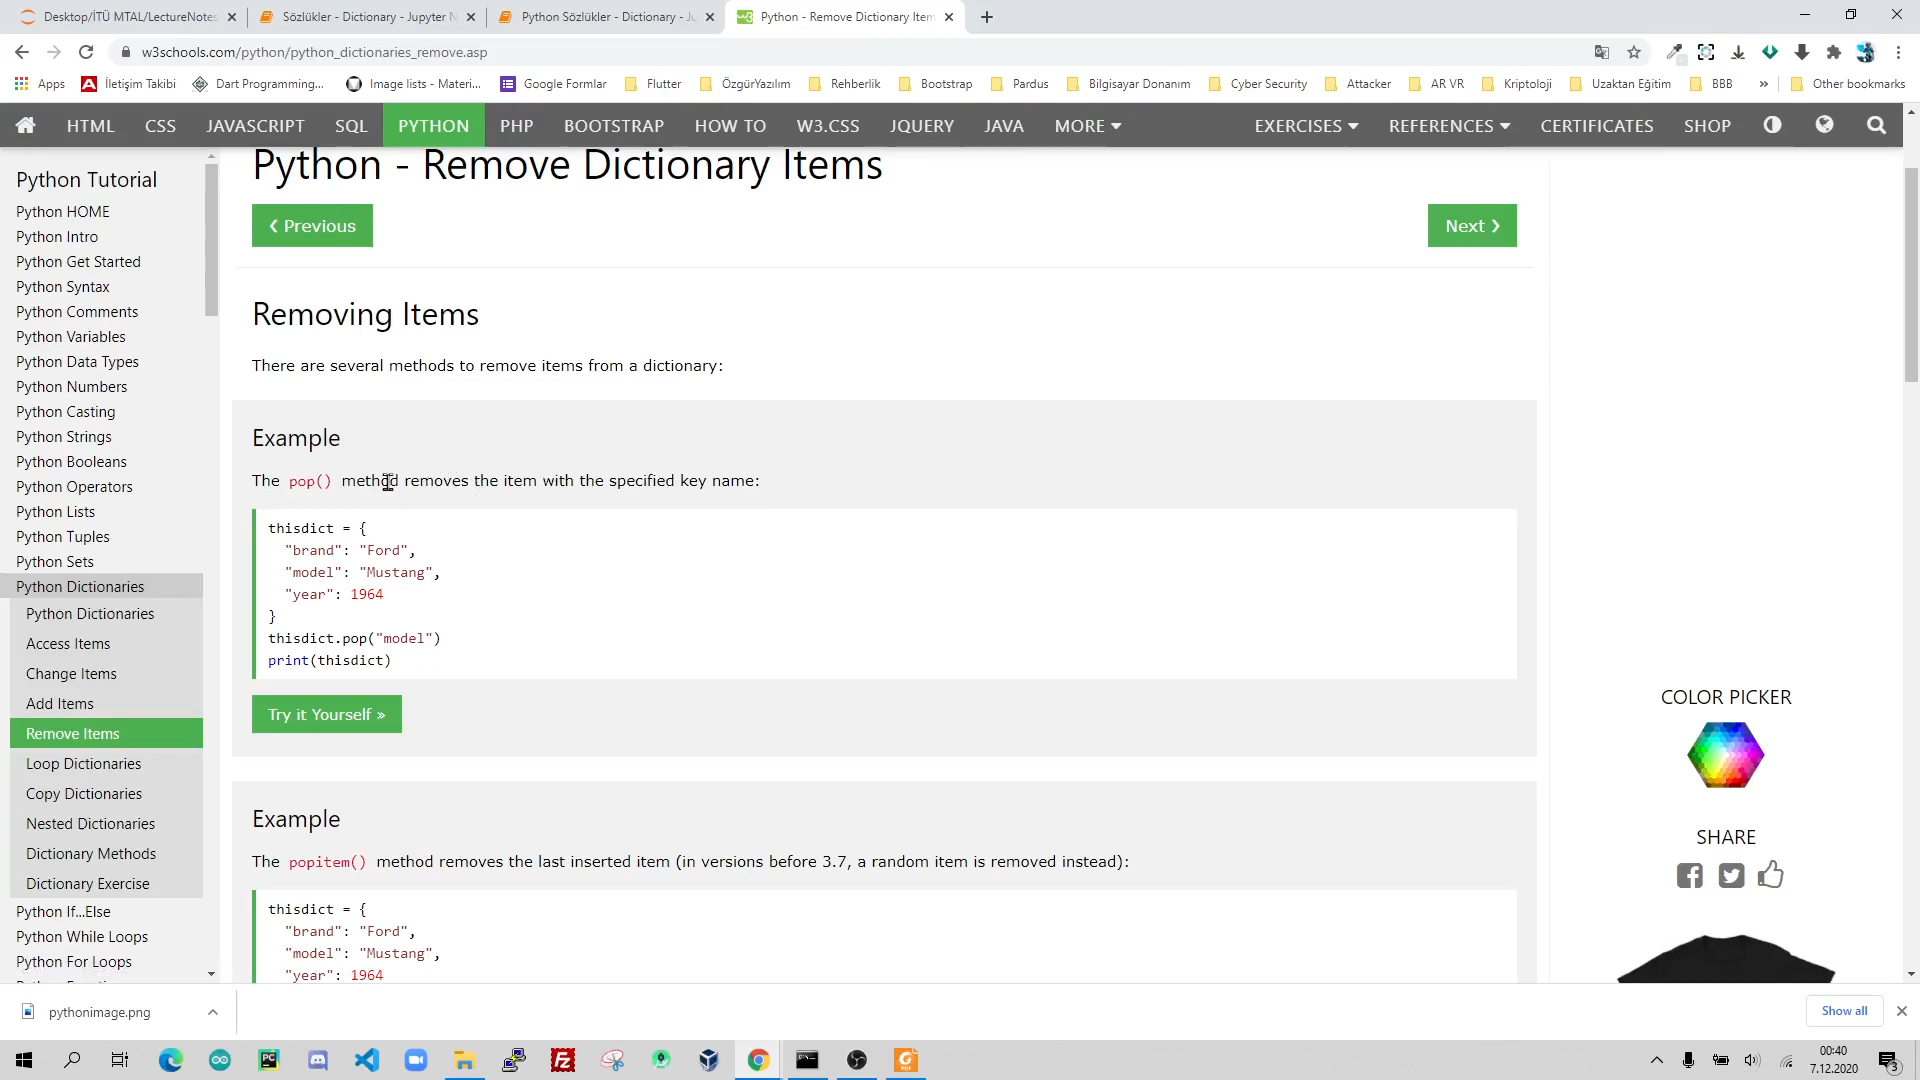 Desktop/İTÜ MTAL/LectureNotes
Sözlükler - Dictionary - Jupyter N
Python Sözlükler - Dictionary - Ju
Python - Remove Dictionary Item
w3schools.com/python/python_dictionaries_remove.asp
Apps
İletişim Takibi
Dart Programming...
Image lists - Materi...
Google Formlar
Flutter
ÖzgürYazılım
Rehberlik
Bootstrap
Pardus
Bilgisayar Donanım
Cyber Security
Attacker
AR VR
Kriptoloji
Uzaktan Eğitim
BBB
»
Other bookmarks
HTML
CSS
JAVASCRIPT
SQL
PYTHON
PHP
BOOTSTRAP
HOW TO
W3.CSS
JQUERY
JAVA
MORE
EXERCISES
REFERENCES
CERTIFICATES
SHOP
Python Tutorial
Python HOME
Python Intro
Python Get Started
Python Syntax
Python Comments
Python Variables
Python Data Types
Python Numbers
Python Casting
Python Strings
Python Booleans
Python Operators
Python Lists
Python Tuples
Python Sets
Python Dictionaries
Python Dictionaries
Access Items
Change Items
Add Items
Remove Items
Loop Dictionaries
Copy Dictionaries
Nested Dictionaries
Dictionary Methods
Dictionary Exercise
Python If...Else
Python While Loops
Python For Loops
Python - Remove Dictionary Items
❮ Previous
Next ❯
Removing Items
There are several methods to remove items from a dictionary:
Example
The pop() method removes the item with the specified key name:
thisdict = {
"brand": "Ford",
"model": "Mustang",
"year": 1964
}
thisdict.pop("model")
print(thisdict)
Try it Yourself »
Example
The popitem() method removes the last inserted item (in versions before 3.7, a random item is removed instead):
thisdict = {
"brand": "Ford",
"model": "Mustang",
"year": 1964
COLOR PICKER
SHARE
pythonimage.png
Show all
00:40
7.12.2020
3